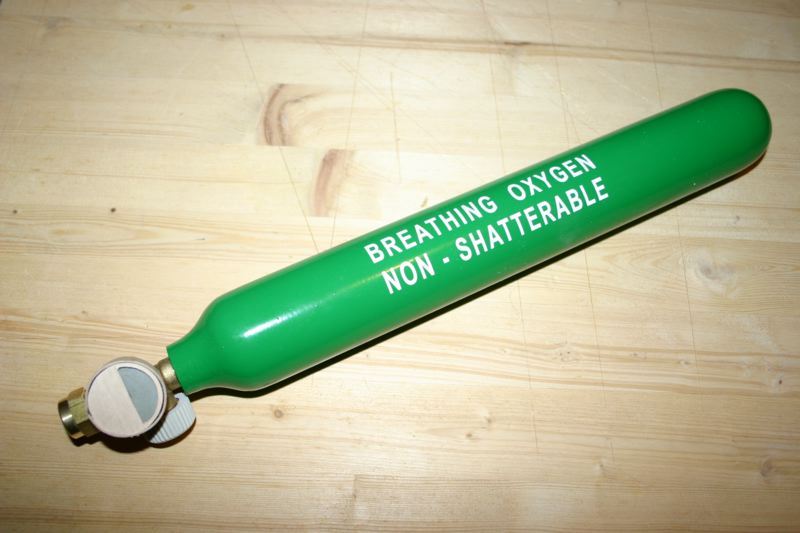 BREATHING OXYGEN
NON - SHATTERABLE